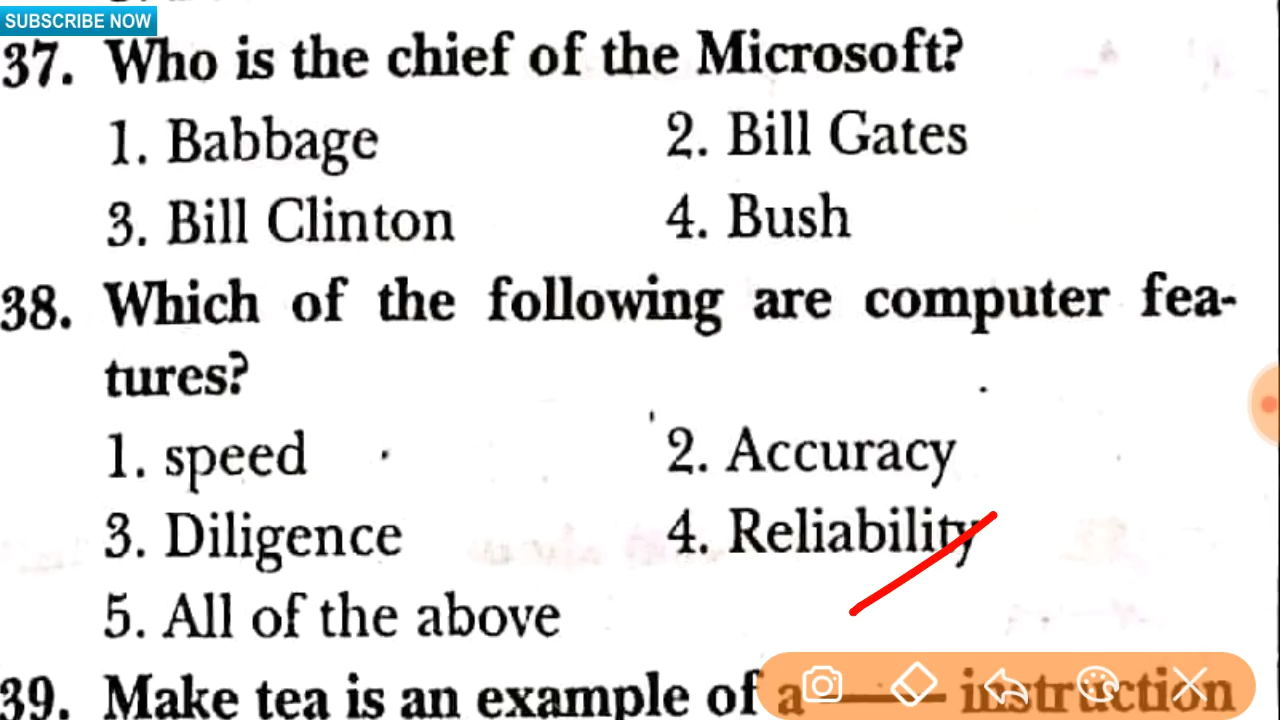 SUBSCRIBE NOW
37. Who is the chief of the Microsoft?
1. Babbage 2. Bill Gates
3. Bill Clinton 4. Bush
38. Which of the following are computer fea-
tures?
1. speed 2. Accuracy
3. Diligence 4. Reliability
5. All of the above
39. Make tea is an example of a —— instruction